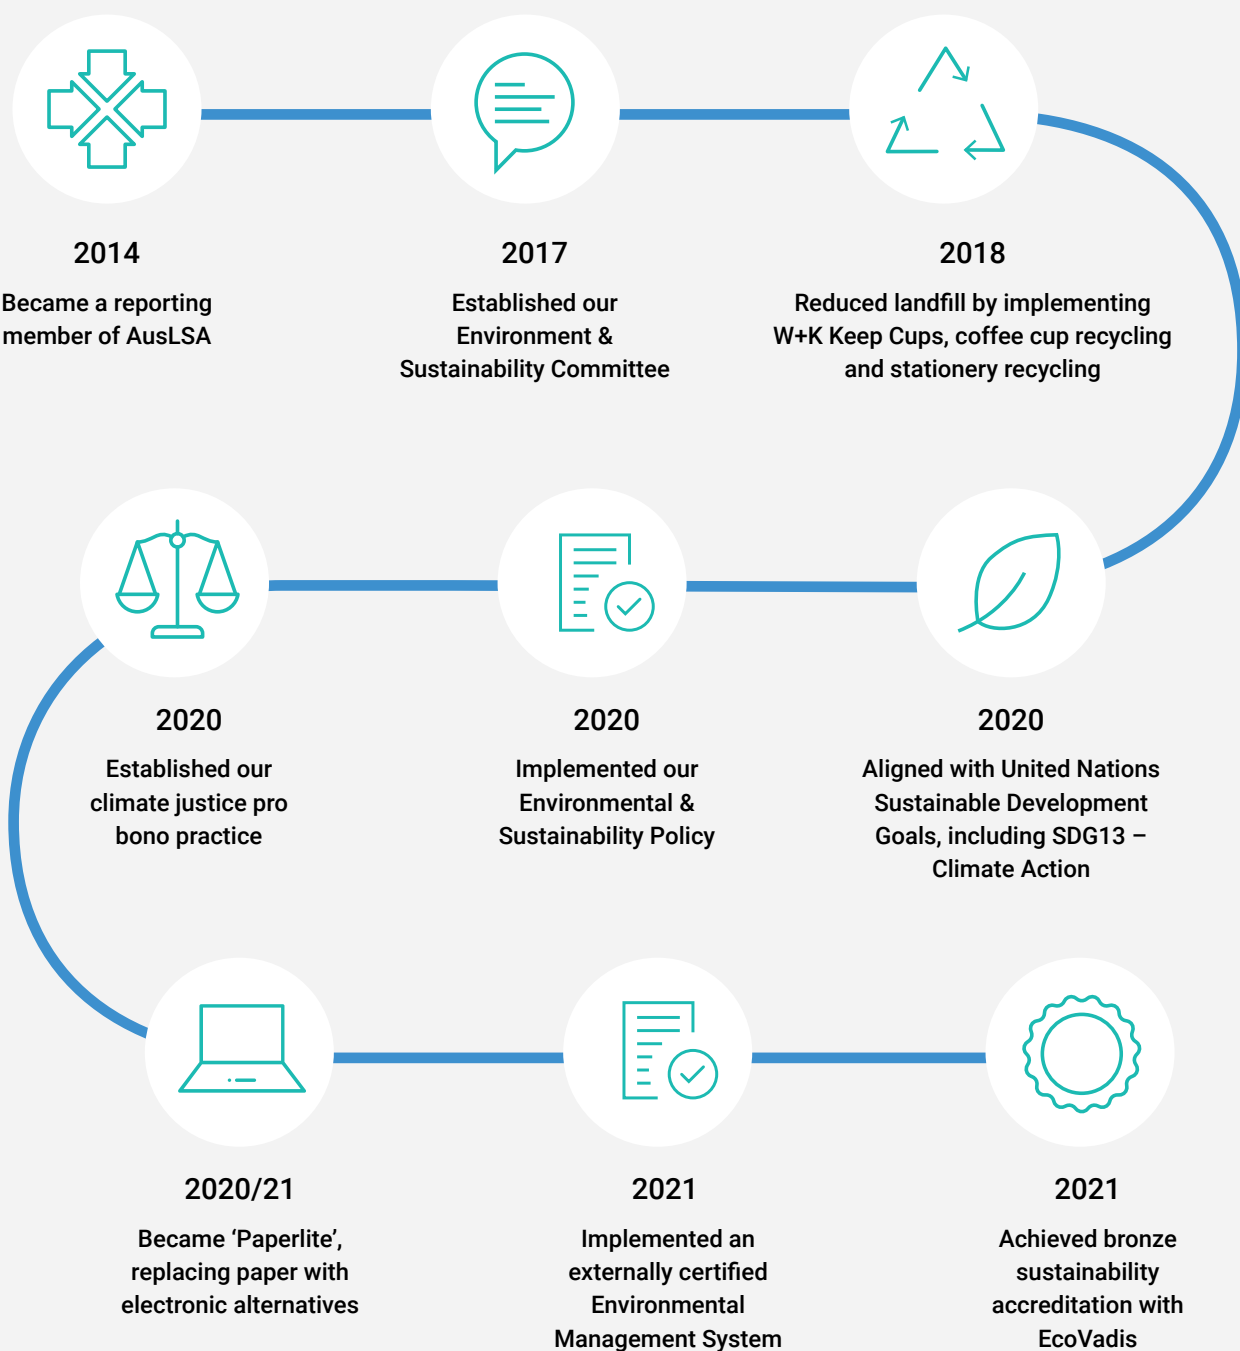 2014
Became a reporting
member of AusLSA
2017
Established our
Environment &
Sustainability Committee
2018
Reduced landfill by implementing
W+K Keep Cups, coffee cup recycling
and stationery recycling
2020
Established our
climate justice pro
bono practice
2020
Implemented our
Environmental &
Sustainability Policy
2020
Aligned with United Nations
Sustainable Development
Goals, including SDG13 –
Climate Action
2020/21
Became ‘Paperlite’,
replacing paper with
electronic alternatives
2021
Implemented an
externally certified
Environmental
Management System
2021
Achieved bronze
sustainability
accreditation with
EcoVadis